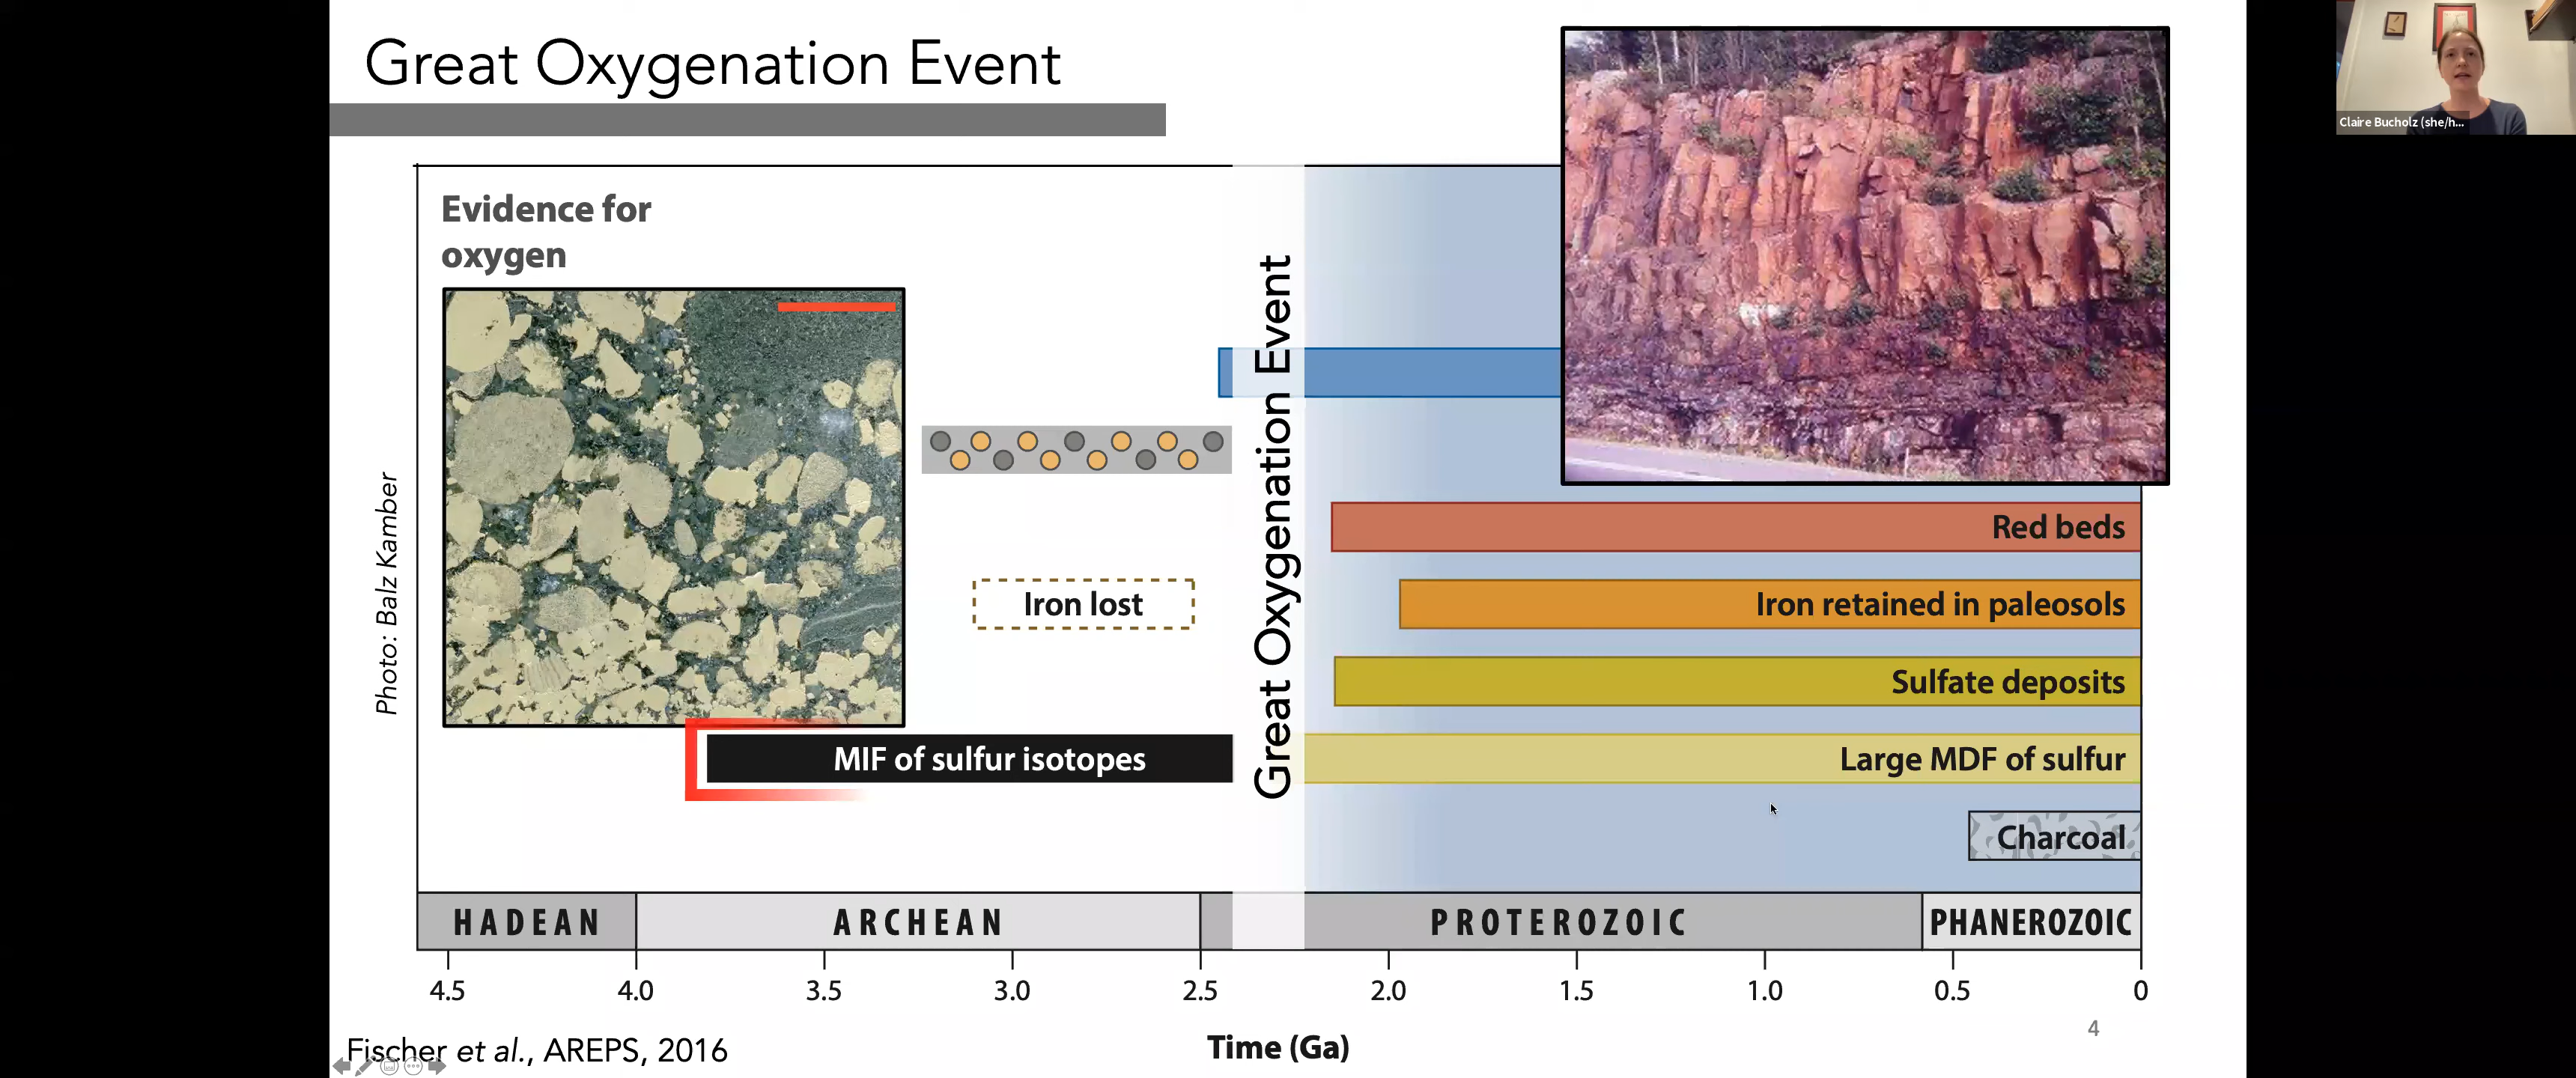 Great Oxygenation Event
Claire Bucholz (she/h...
Evidence for
oxygen
Great Oxygenation Event
Photo: Balz Kamber
Red beds
Iron lost
Iron retained in paleosols
Sulfate deposits
MIF of sulfur isotopes
Large MDF of sulfur
Charcoal
HADEAN
ARCHEAN
PROTEROZOIC
PHANEROZOIC
4.5 4.0 3.5 3.0 2.5 2.0 1.5 1.0 0.5 0
4
Time (Ga)
Fischer et al., AREPS, 2016